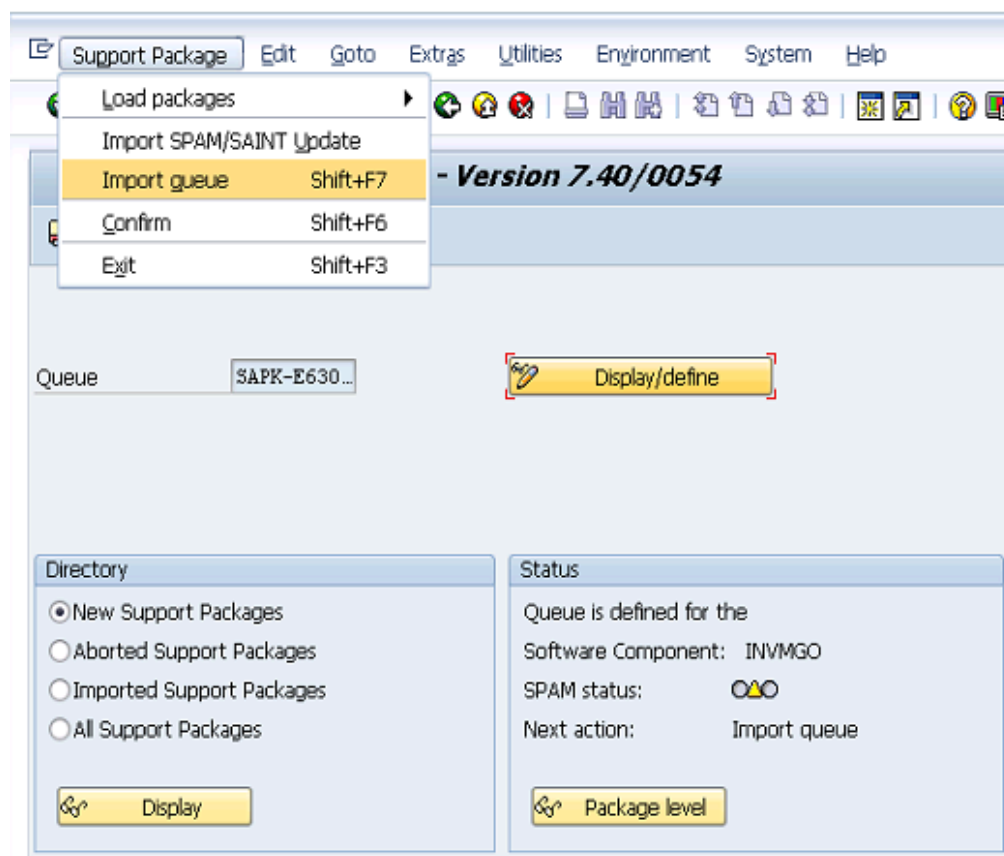 Support Package Edit Goto Extras Utilities Environment System Help
Load packages
Import SPAM/SAINT Update
Import queue Shift+F7
- Version 7.40/0054
Confirm Shift+F6
Exit Shift+F3
Queue SAPK-E630... Display/define
Directory
New Support Packages
Aborted Support Packages
Imported Support Packages
All Support Packages
Display
Status
Queue is defined for the
Software Component: INVMGO
SPAM status:
Next action: Import queue
Package level